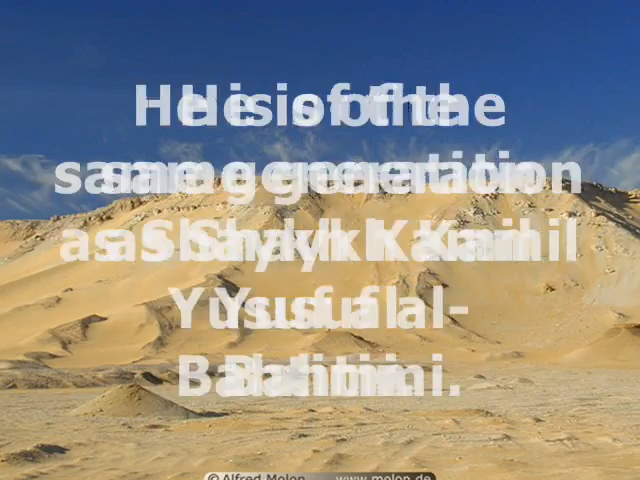 He is of the
same generation
as Shaykh Kamil
Yusuf al-
Bahtimi.
© Alfred Molon www.molon.de